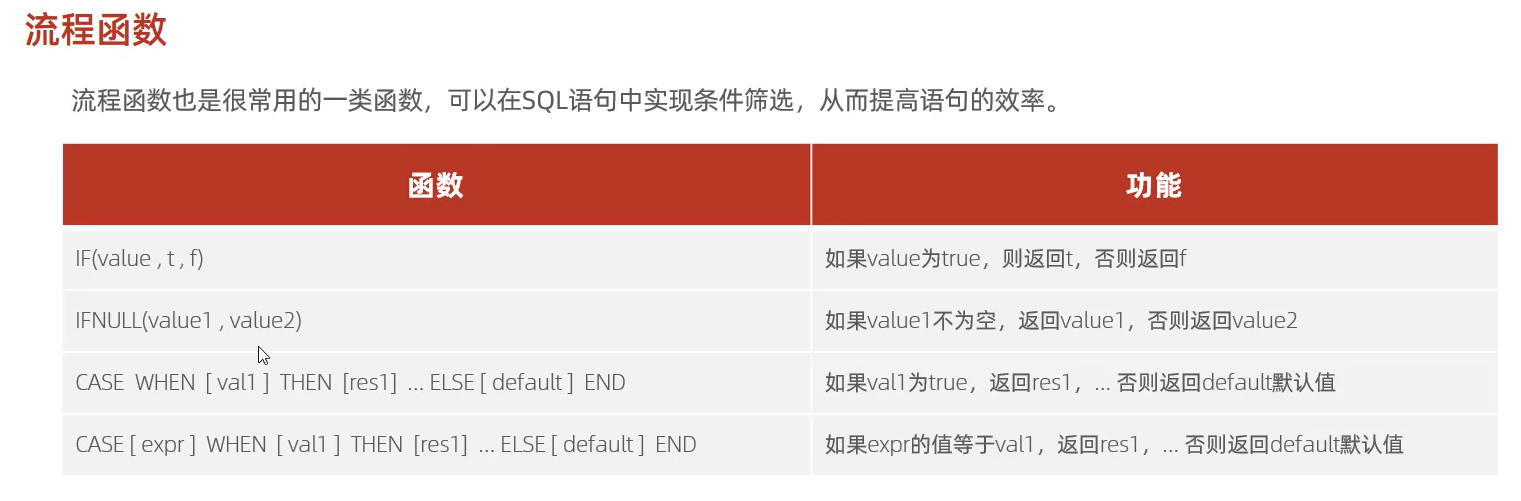 流程函数
流程函数也是很常用的一类函数，可以在SQL语句中实现条件筛选，从而提高语句的效率。
函数 功能
IF(value , t , f) 如果value为true，则返回t，否则返回f
IFNULL(value1 , value2) 如果value1不为空，返回value1，否则返回value2
CASE WHEN [ val1 ] THEN [res1] ... ELSE [ default ] END 如果val1为true，返回res1，... 否则返回default默认值
CASE [ expr ] WHEN [ val1 ] THEN [res1] ... ELSE [ default ] END 如果expr的值等于val1，返回res1，... 否则返回default默认值